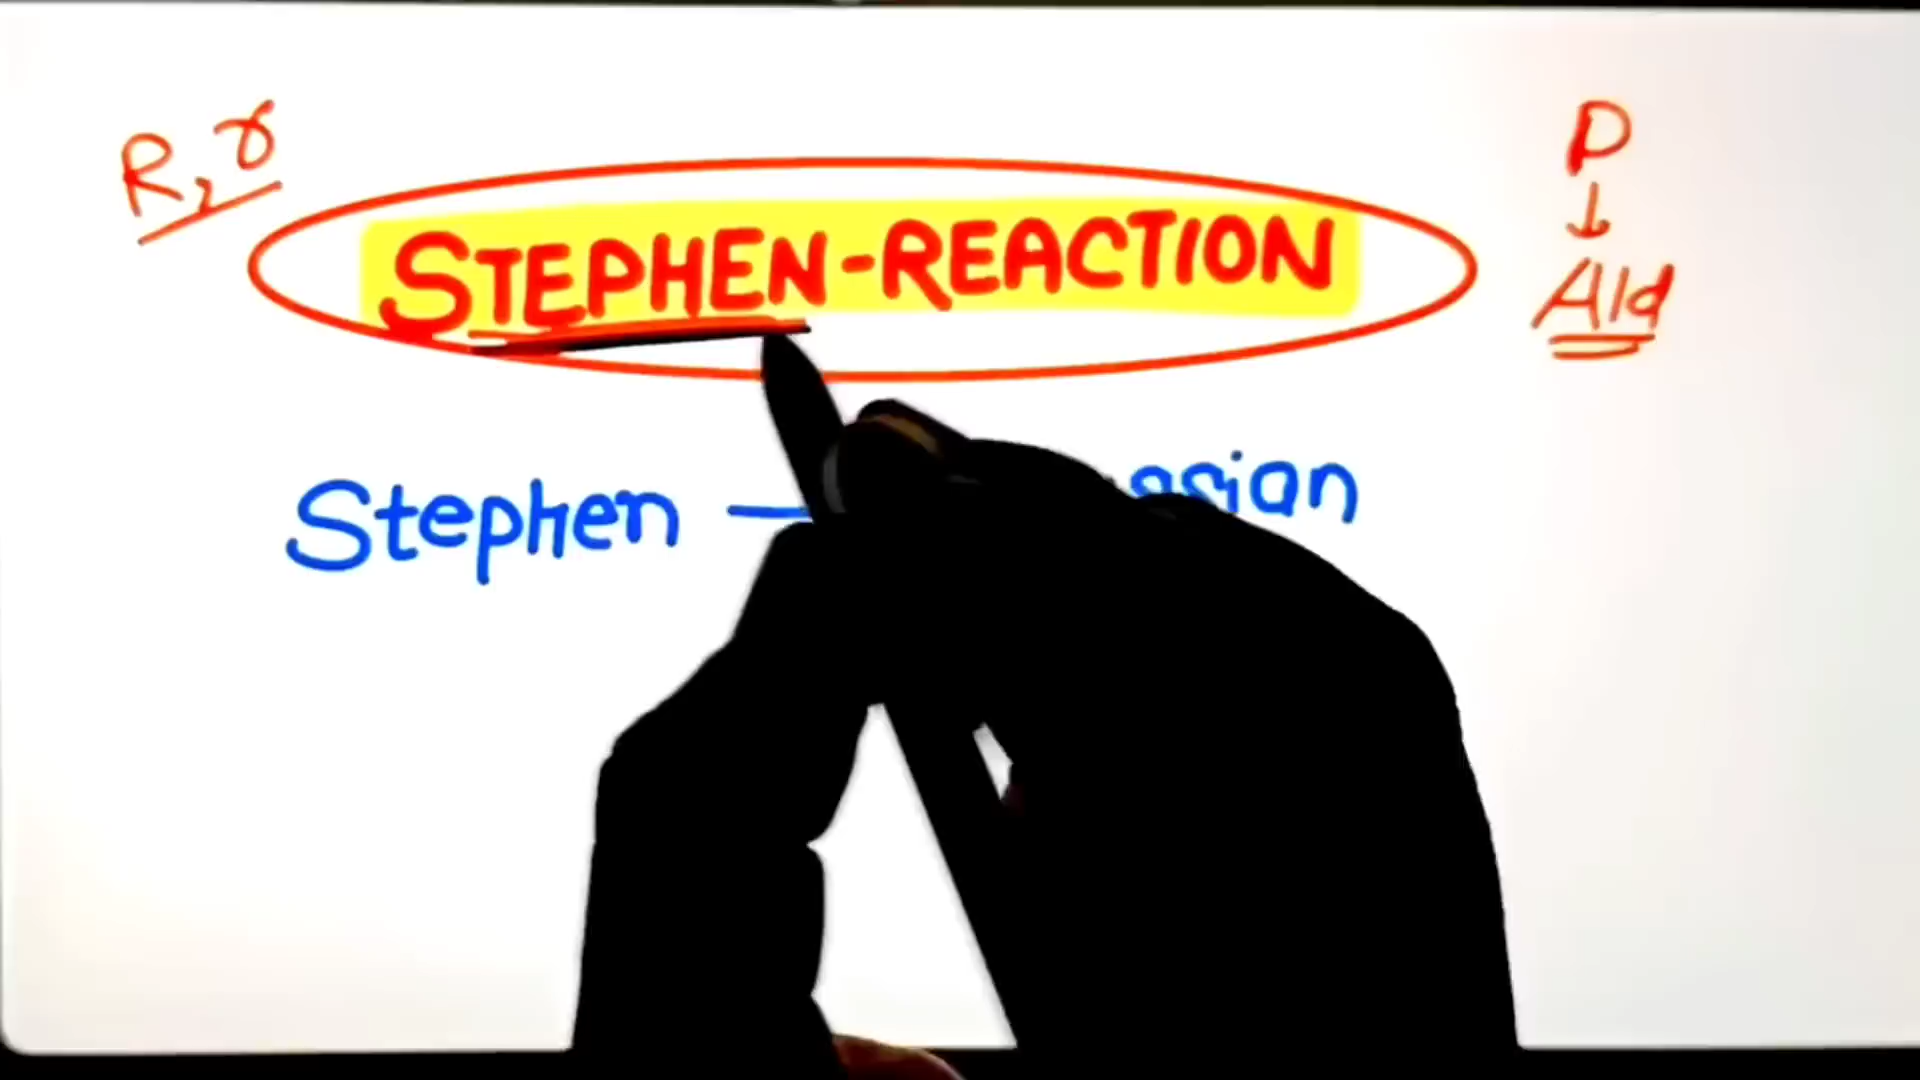 R, r
STEPHEN-REACTION
P
↓
Ald
Stephen —